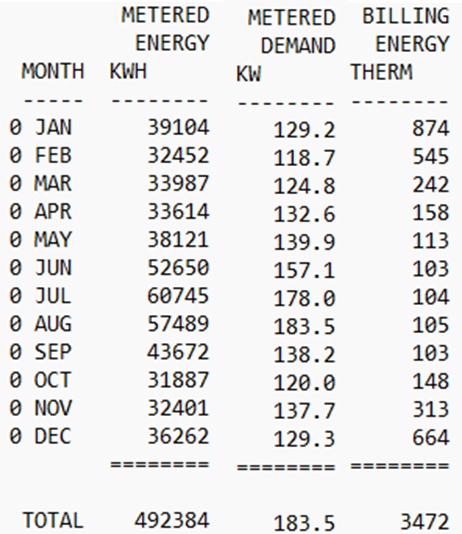 METERED METERED BILLING
ENERGY DEMAND ENERGY
MONTH KWH KW THERM
----- -------- -------- --------
0 JAN 39104 129.2 874
0 FEB 32452 118.7 545
0 MAR 33987 124.8 242
0 APR 33614 132.6 158
0 MAY 38121 139.9 113
0 JUN 52650 157.1 103
0 JUL 60745 178.0 104
0 AUG 57489 183.5 105
0 SEP 43672 138.2 103
0 OCT 31887 120.0 148
0 NOV 32401 137.7 313
0 DEC 36262 129.3 664
======== ======== ========
TOTAL 492384 183.5 3472